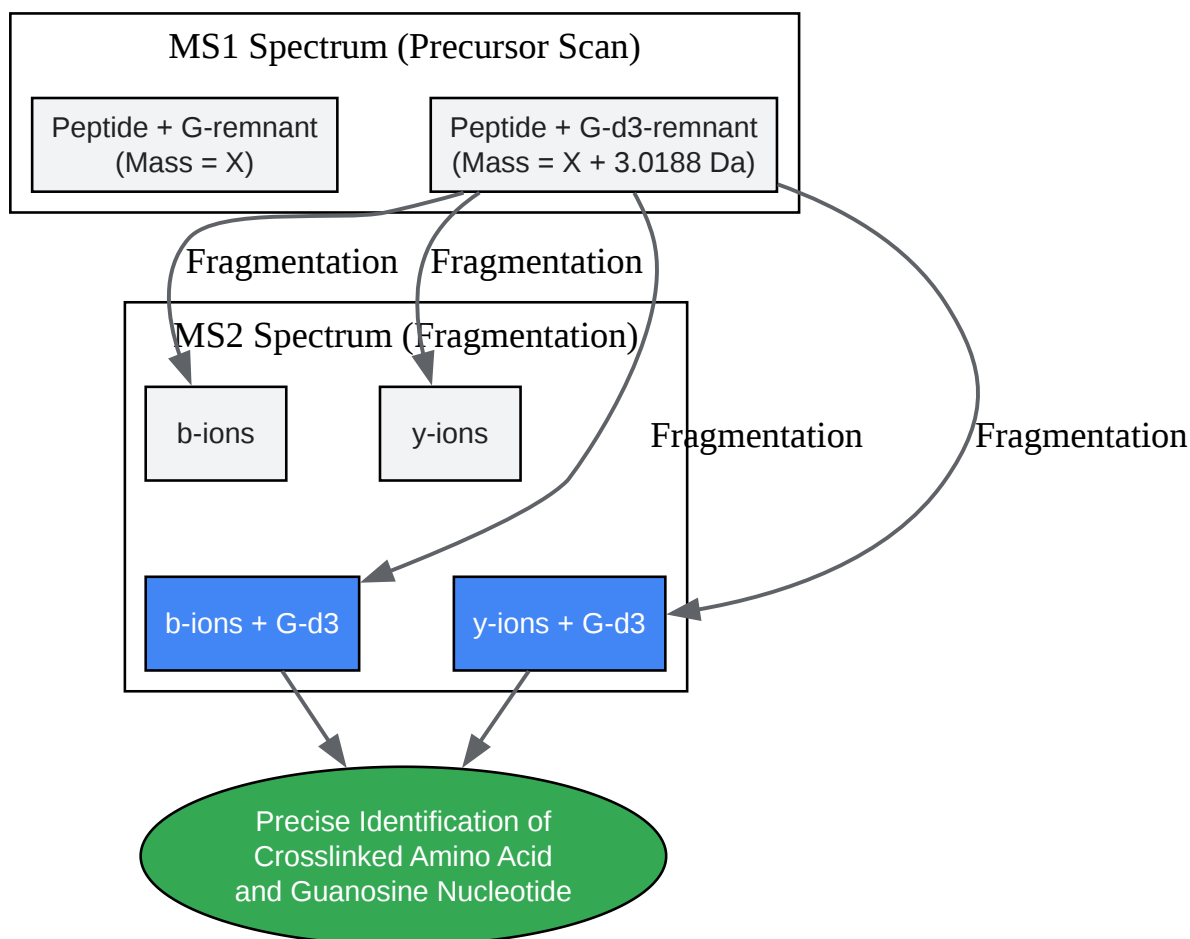 MS1 Spectrum (Precursor Scan)
Peptide + G-remnant
(Mass = X)
Peptide + G-d3-remnant
(Mass = X + 3.0188 Da)
Fragmentation
Fragmentation
MS2 Spectrum (Fragmentation)
b-ions
y-ions
Fragmentation
Fragmentation
b-ions + G-d3
y-ions + G-d3
Precise Identification of
Crosslinked Amino Acid
and Guanosine Nucleotide